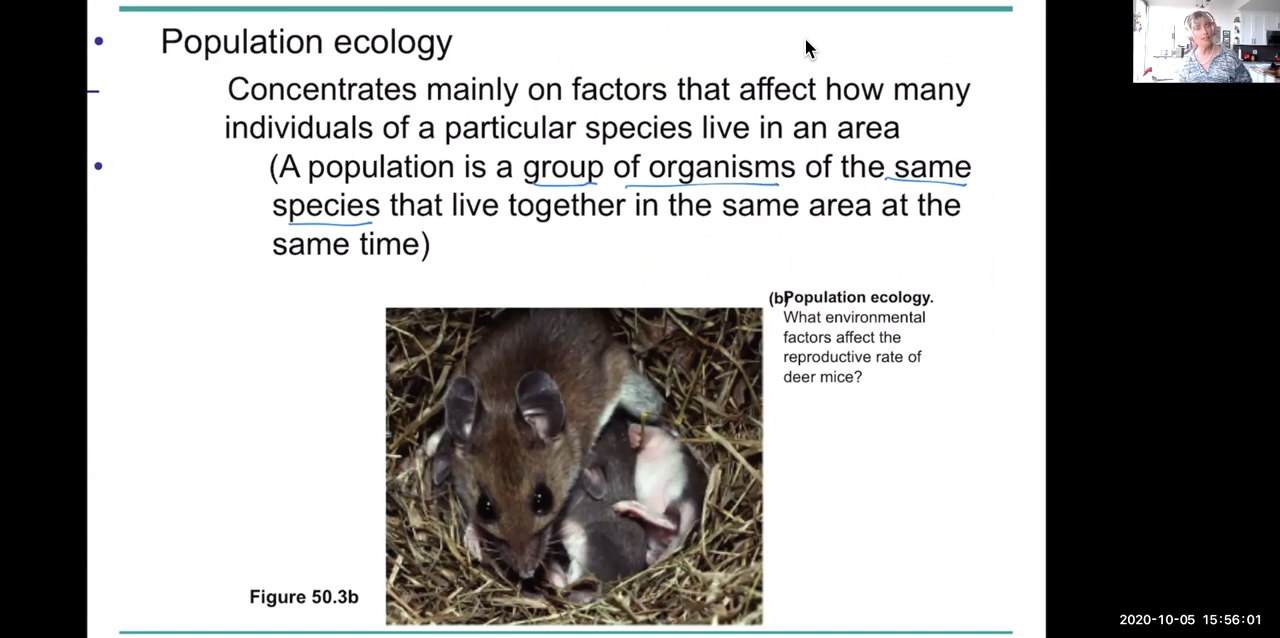 Population ecology
Concentrates mainly on factors that affect how many
individuals of a particular species live in an area
(A population is a group of organisms of the same
species that live together in the same area at the
same time)
(b) Population ecology.
What environmental
factors affect the
reproductive rate of
deer mice?
Figure 50.3b
2020-10-05 15:56:01